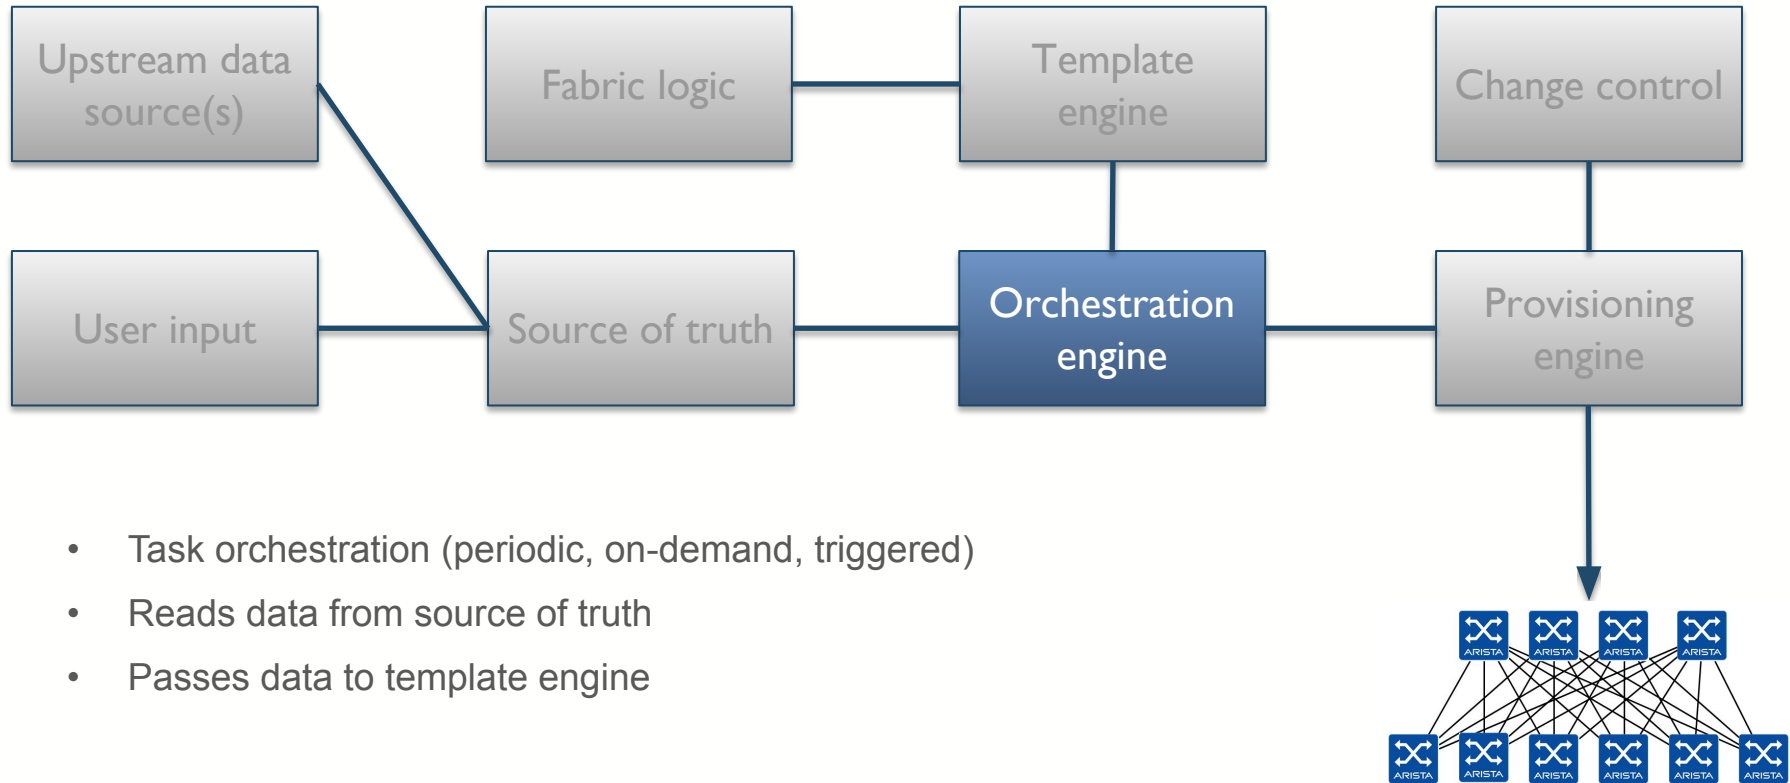 Upstream data
source(s)
Fabric logic
Template
engine
Change control
User input
Source of truth
Orchestration
engine
Provisioning
engine
• Task orchestration (periodic, on-demand, triggered)
• Reads data from source of truth
• Passes data to template engine
ARISTA ARISTA ARISTA ARISTA
ARISTA ARISTA ARISTA ARISTA ARISTA ARISTA